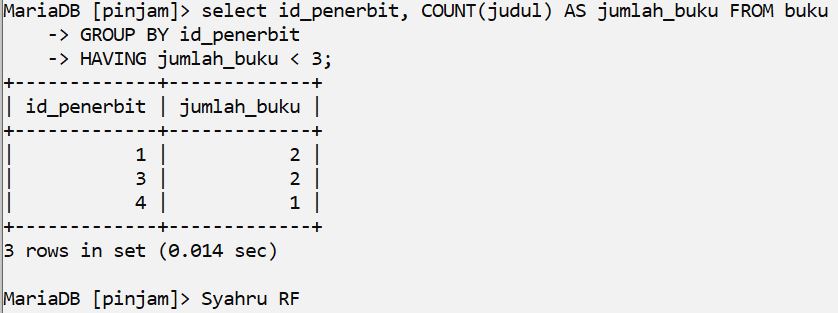 MariaDB [pinjam]> select id_penerbit, COUNT(judul) AS jumlah_buku FROM buku
    -> GROUP BY id_penerbit
    -> HAVING jumlah_buku < 3;
+-------------+-------------+
| id_penerbit | jumlah_buku |
+-------------+-------------+
|           1 |           2 |
|           3 |           2 |
|           4 |           1 |
+-------------+-------------+
3 rows in set (0.014 sec)

MariaDB [pinjam]> Syahru RF